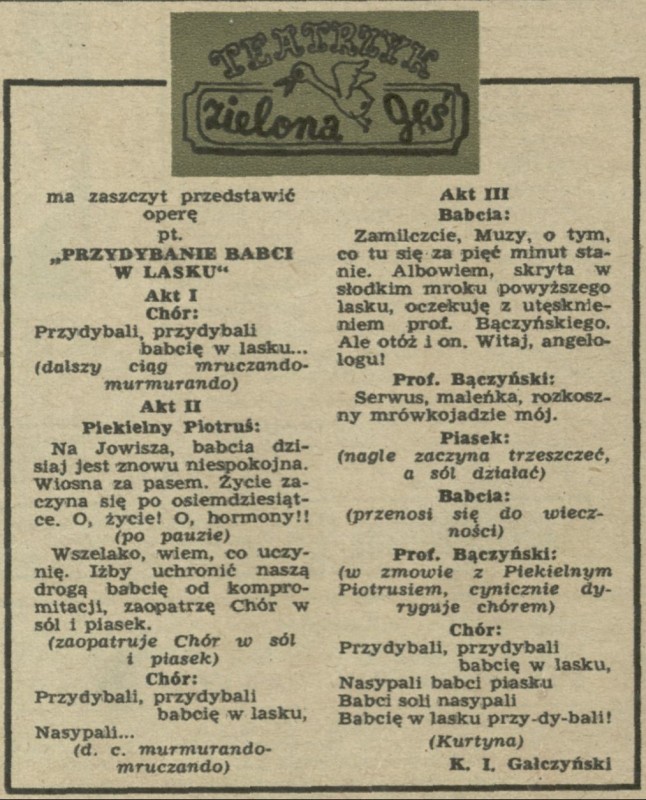 TEATRZYK
zielona gęś
ma zaszczyt przedstawić
operę
pt.
„PRZYDYBANIE BABCI
W LASKU“
Akt I
Chór:
Przydybali, przydybali
babcię w lasku...
(dalszy ciąg mruczando-
murmurando)
Akt II
Piekielny Piotruś:
Na Jowisza, babcia dzi-
siaj jest znowu niespokojna.
Wiosna za pasem. Życie za-
czyna się po osiemdziesiąt-
ce. O, życie! O, hormony!!
(po pauzie)
Wszelako, wiem, co uczy-
nię. Iżby uchronić naszą
drogą babcię od kompro-
mitacji, zaopatrzę Chór w
sól i piasek.
(zaopatruje Chór w sól
i piasek)
Chór:
Przydybali, przydybali
babcię w lasku,
Nasypali...
(d. c. murmurando-
mruczando)
Akt III
Babcia:
Zamilczcie, Muzy, o tym,
co tu się za pięć minut sta-
nie. Albowiem, skryta w
słodkim mroku powyższego
lasku, oczekuję z utęsknie-
niem prof. Bączyńskiego.
Ale otóż i on. Witaj, angelo-
logu!
Prof. Bączyński:
Serwus, maleńka, rozkosz-
ny mrówkojadzie mój.
Piasek:
(nagle zaczyna trzeszczeć,
a sól działać)
Babcia:
(przenosi się do wiecz-
ności)
Prof. Bączyński:
(w zmowie z Piekielnym
Piotrusiem, cynicznie dy-
ryguje chórem)
Chór:
Przydybali, przydybali
babcię w lasku,
Nasypali babci piasku
Babci soli nasypali
Babcię w lasku przy-dy-bali!
(Kurtyna)
K. I. Gałczyński